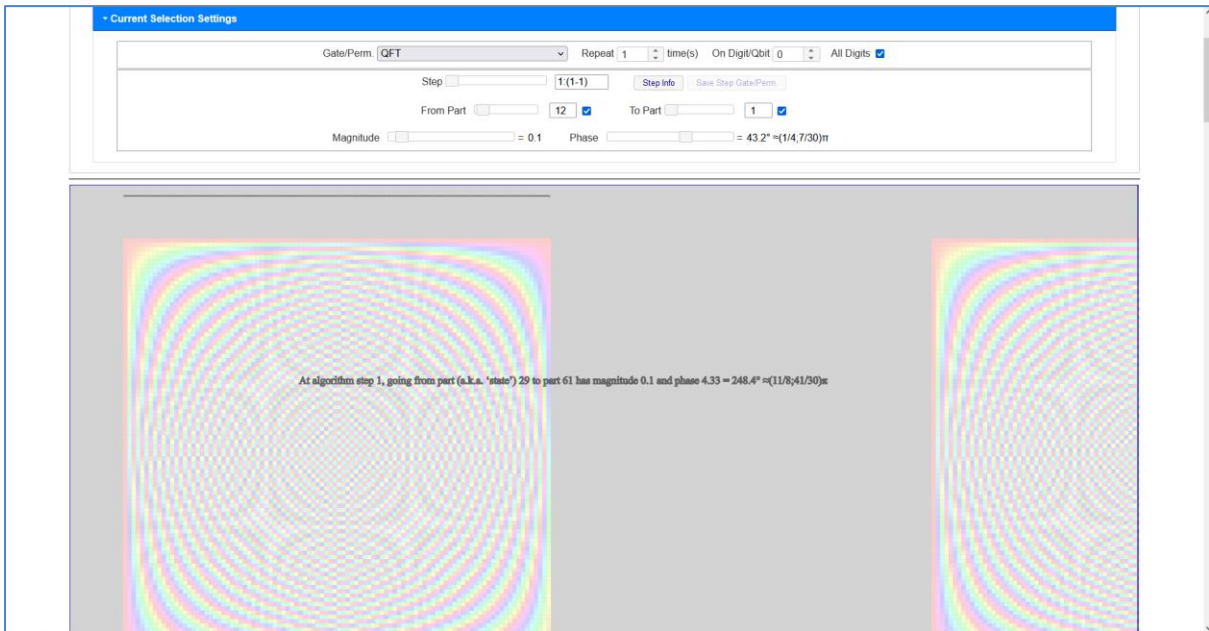 Current Selection Settings
Gate/Perm. QFT Repeat 1 time(s) On Digit/Qbit 0 All Digits
Step 1:(1-1) Step Info Save Step Gate/Perm.
From Part 12 To Part 1
Magnitude = 0.1 Phase = 43.2° ≈(1/4,7/30)π
At algorithm step 1, going from part (a.k.a. ‘state’) 29 to part 61 has magnitude 0.1 and phase 4.33 = 248.4° ≈(11/8;41/30)π